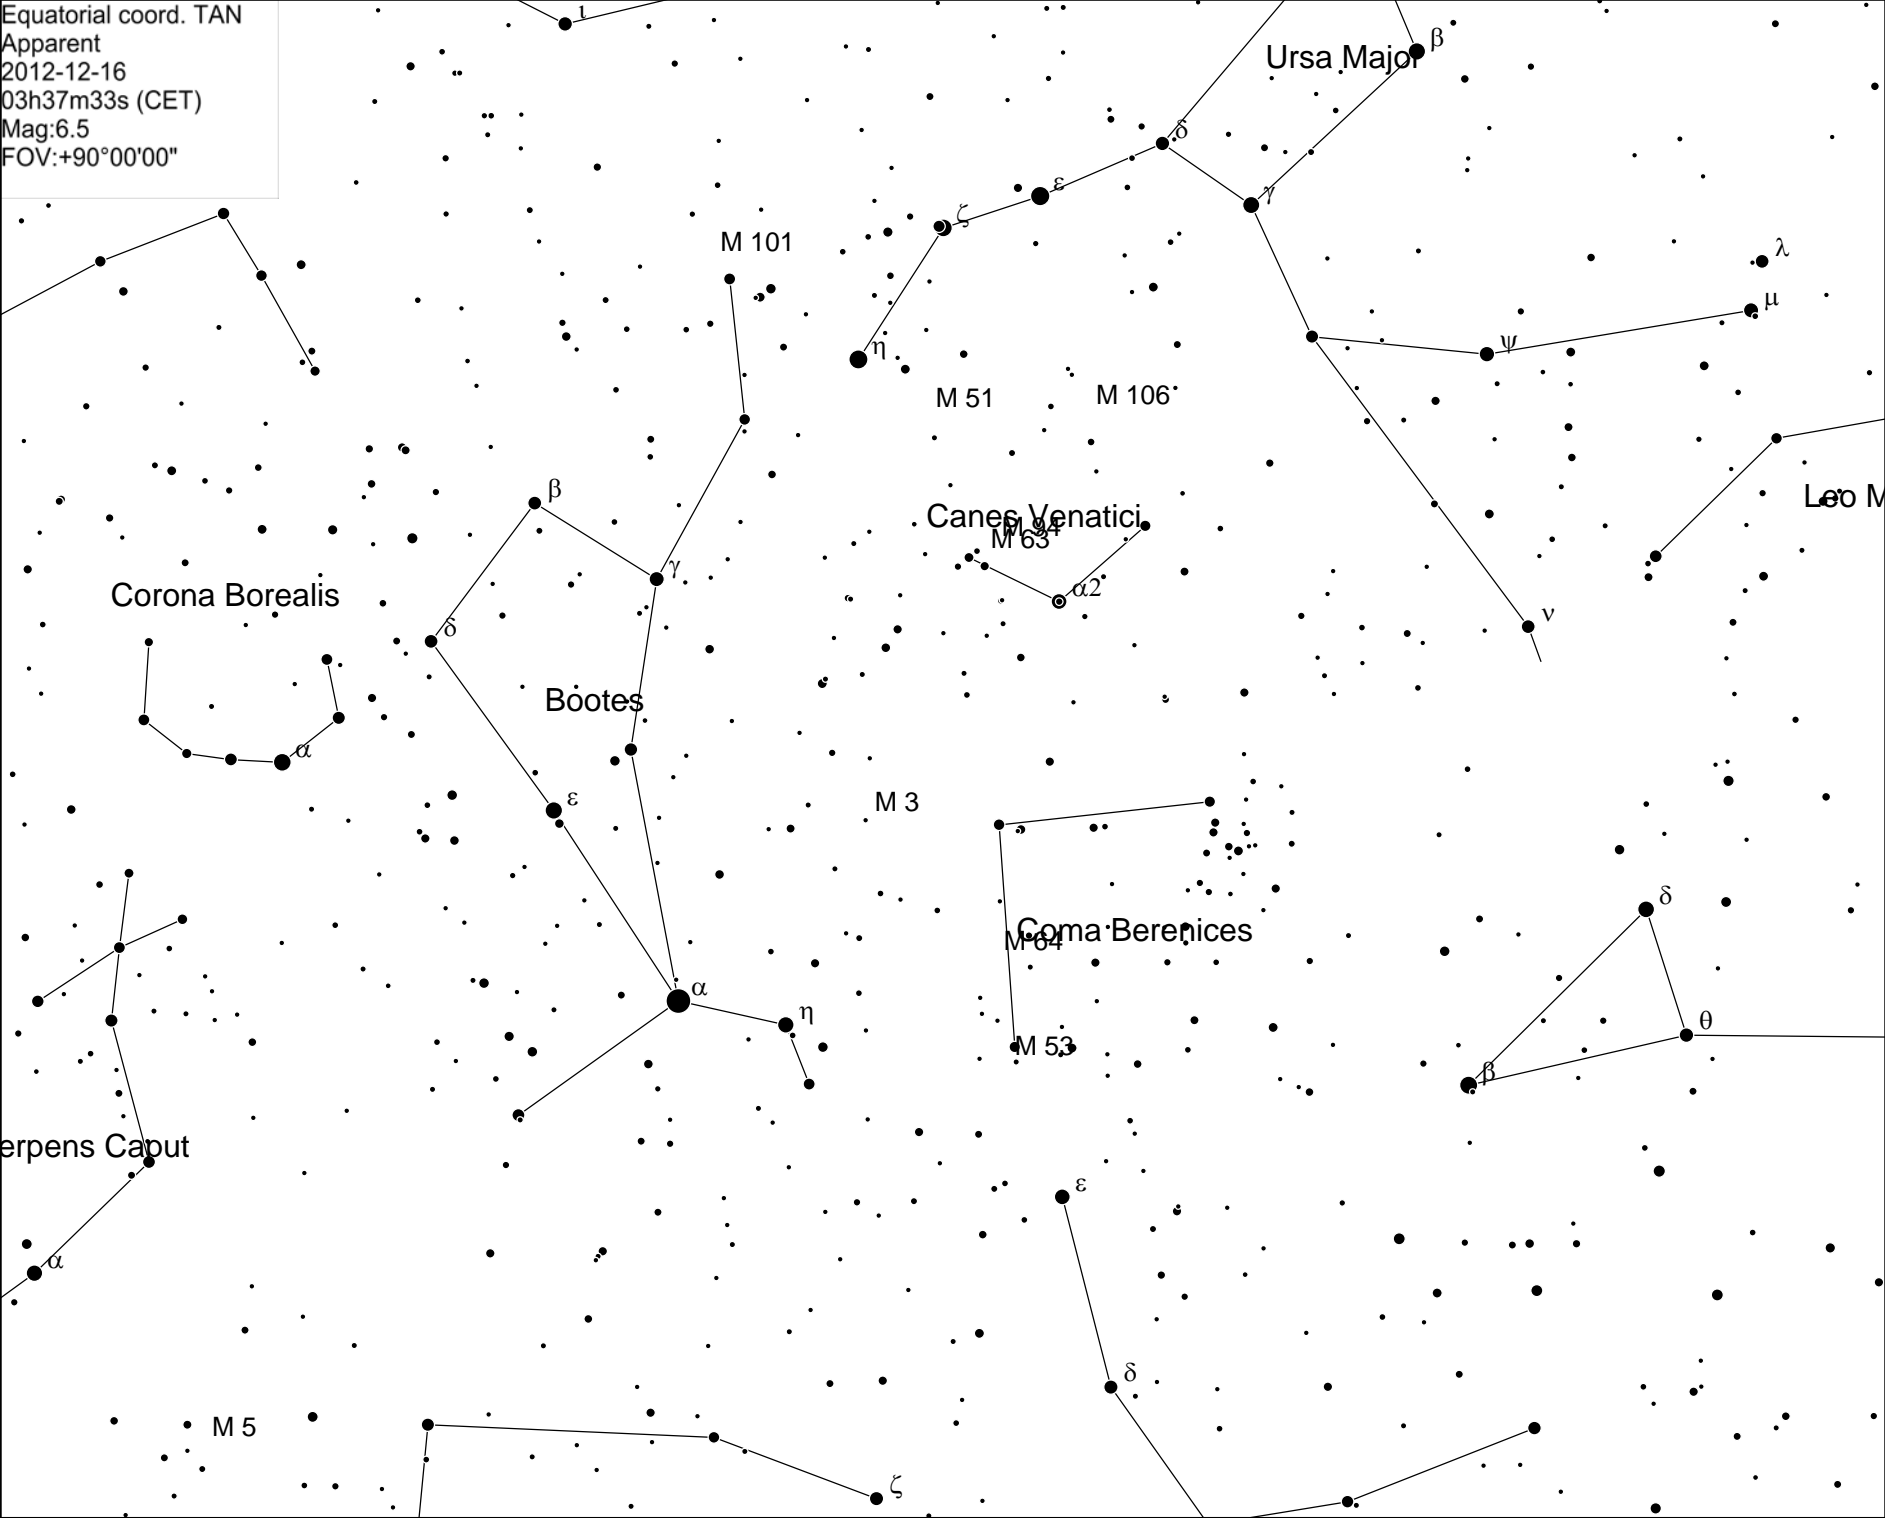 Equatorial coord. TAN
Apparent
2012-12-16
03h37m33s (CET)
Mag:6.5
FOV:+90°00'00"
ι
β
Ursa Major
δ
ε
γ
ζ
M 101
λ
μ
η
ψ
M 51
M 106
β
Leo M
Canes Venatici
M 94
M 63
γ
α2
Corona Borealis
ν
δ
Bootes
α
ε
M 3
δ
Coma Berenices
M 64
α
η
θ
M 53
β
erpens Caput
ε
α
δ
M 5
ζ